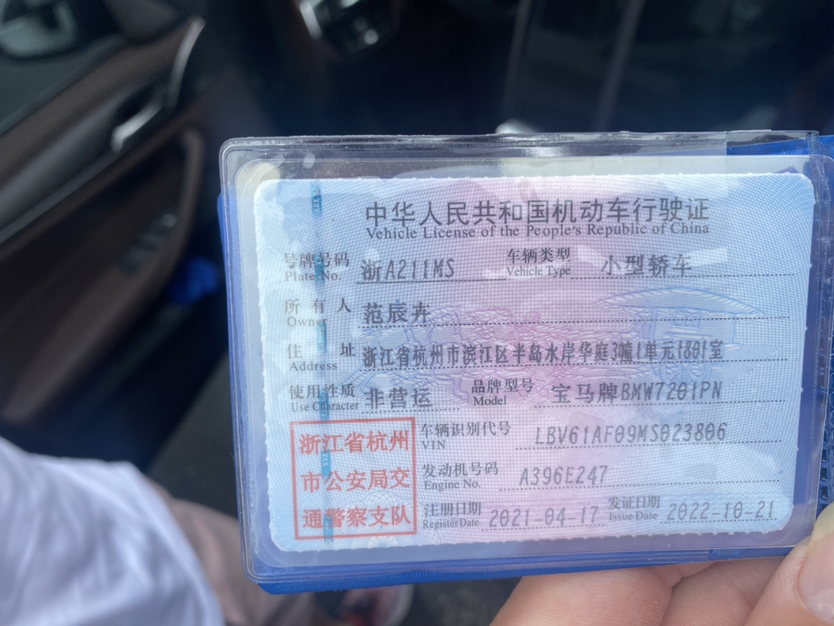 中华人民共和国机动车行驶证
Vehicle License of the People's Republic of China
号牌号码 浙A211MS 车辆类型 小型轿车
Plate No. Vehicle Type
所有人 范辰卉
Owner
住址 浙江省杭州市滨江区半岛水岸华庭3幢1单元1801室
Address
使用性质 非营运 品牌型号 宝马牌BMW7201PN
Use Character Model
浙江省杭州
市公安局交
通警察支队
车辆识别代号 LBV61AF09MS023806
VIN
发动机号码 A396E247
Engine No.
注册日期 2021-04-17 发证日期 2022-10-21
Register Date Issue Date